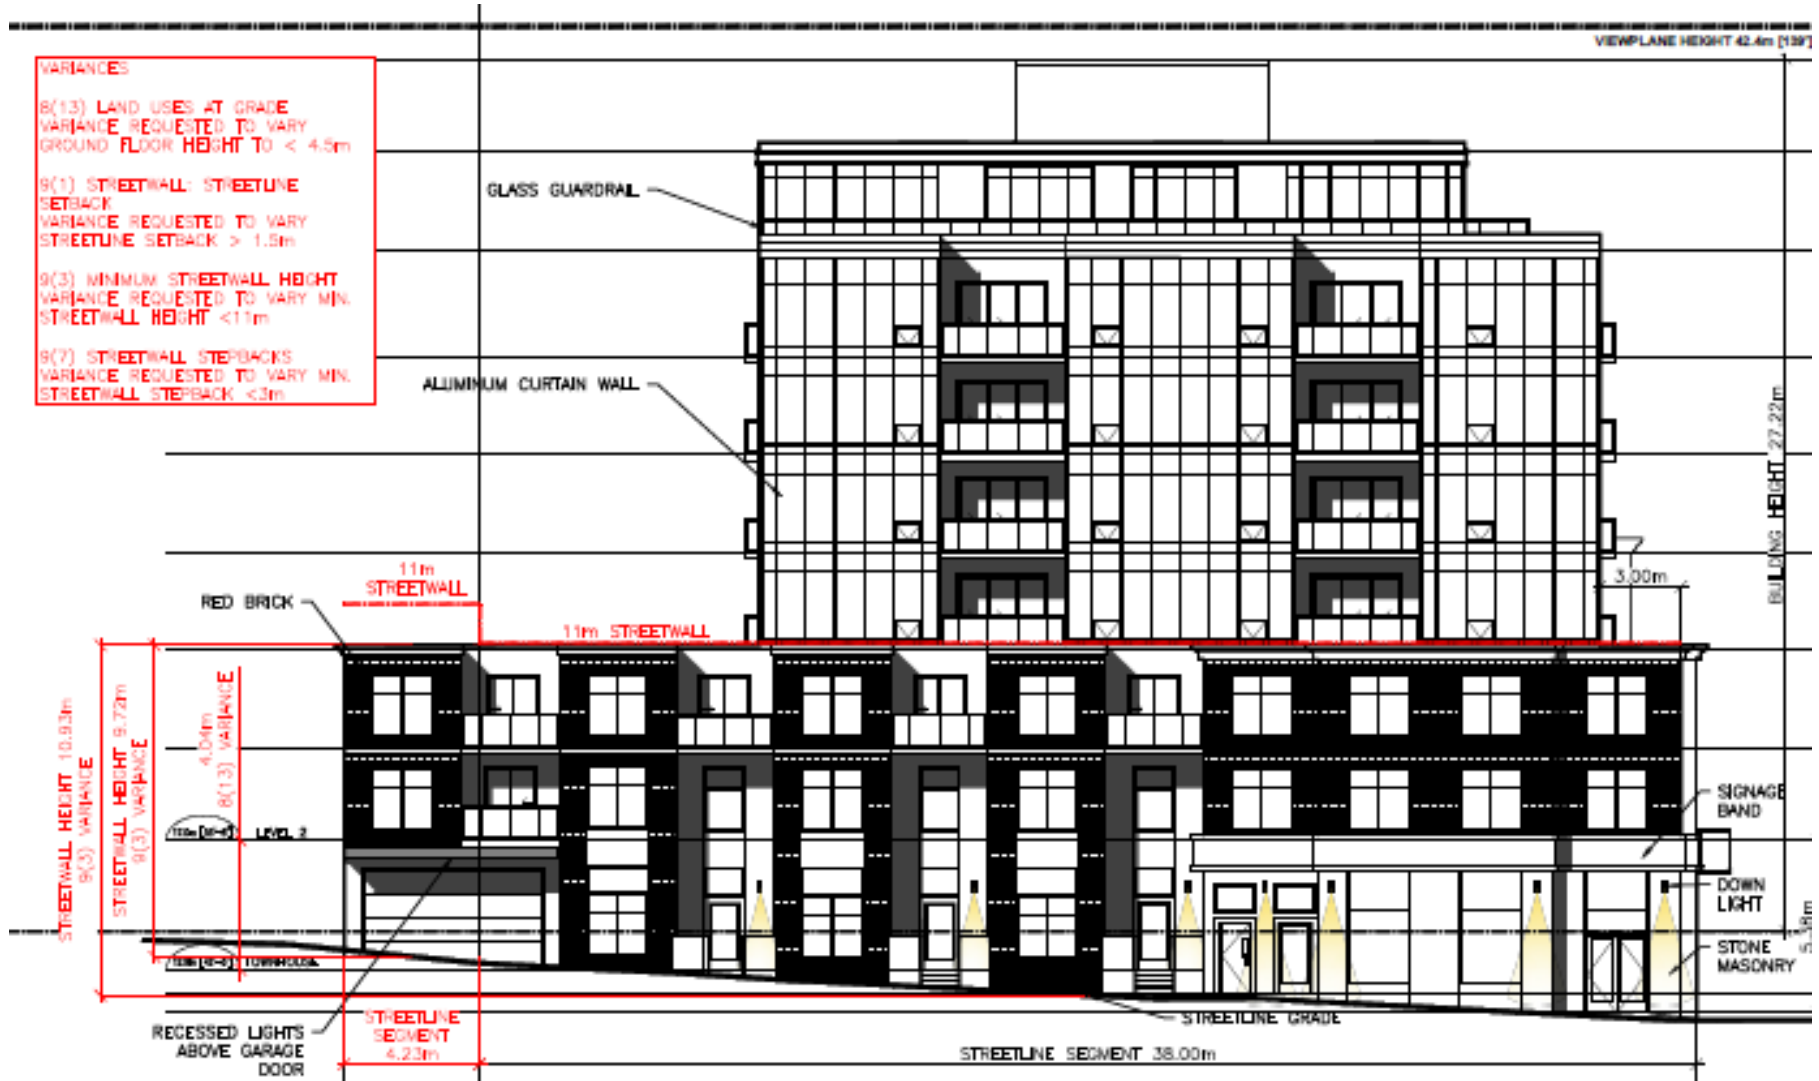 VIEWPLANE HEIGHT 42.4m [139']
VARIANCES
8(13) LAND USES AT GRADE
VARIANCE REQUESTED TO VARY
GROUND FLOOR HEIGHT TO < 4.5m
9(1) STREETWALL: STREETLINE
SETBACK
VARIANCE REQUESTED TO VARY
STREETLINE SETBACK > 1.5m
9(3) MINIMUM STREETWALL HEIGHT
VARIANCE REQUESTED TO VARY MIN.
STREETWALL HEIGHT <11m
9(7) STREETWALL STEPBACKS
VARIANCE REQUESTED TO VARY MIN.
STREETWALL STEPBACK <3m
GLASS GUARDRAIL
ALUMINUM CURTAIN WALL
BUILDING HEIGHT 27.22m
3.00m
11m
STREETWALL
RED BRICK
11m STREETWALL
STREETWALL HEIGHT 10.93m
9(3) VARIANCE
STREETWALL HEIGHT 9.72m
9(3) VARIANCE
4.04m
8(13) VARIANCE
LEVEL 2
TOWNHOUSE
SIGNAGE
BAND
DOWN
LIGHT
STONE
MASONRY
RECESSED LIGHTS
ABOVE GARAGE
DOOR
STREETLINE
SEGMENT
4.23m
STREETLINE GRADE
STREETLINE SEGMENT 38.00m